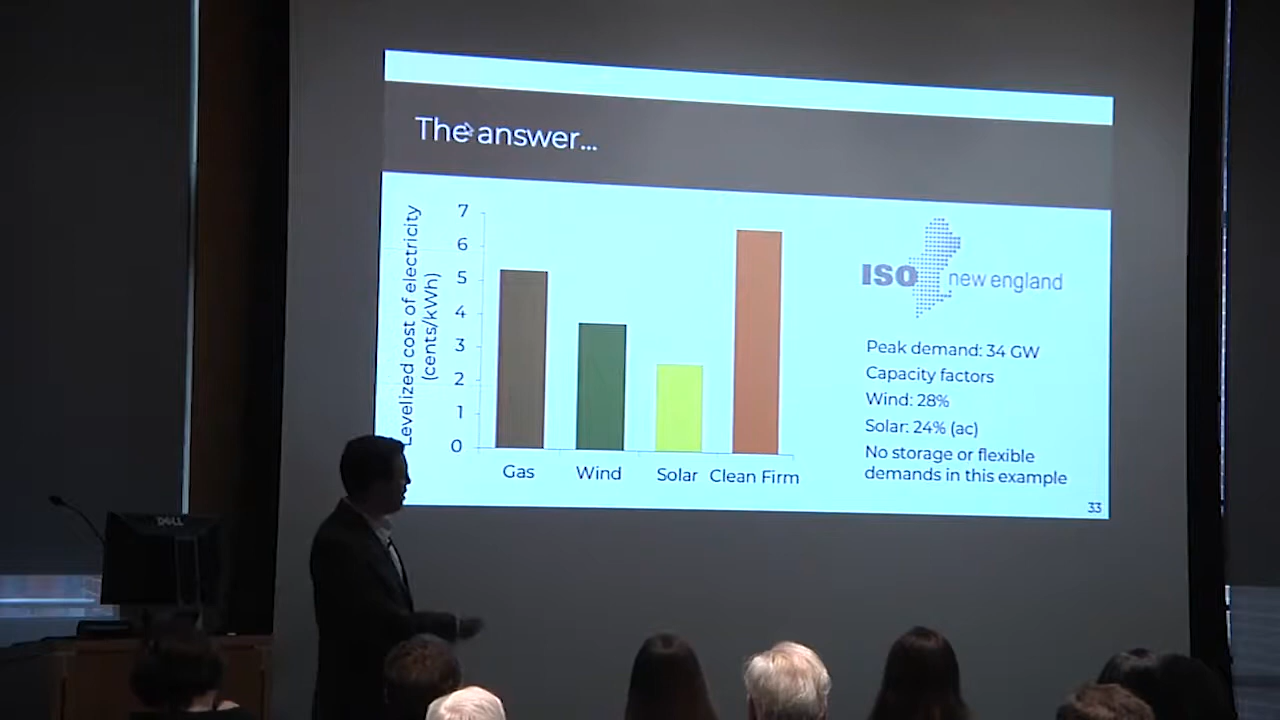 The answer...
Levelized cost of electricity
(cents/kWh)
7
6
5
4
3
2
1
0
Gas
Wind
Solar
Clean Firm
ISO new england
Peak demand: 34 GW
Capacity factors
Wind: 28%
Solar: 24% (ac)
No storage or flexible
demands in this example
33
DELL